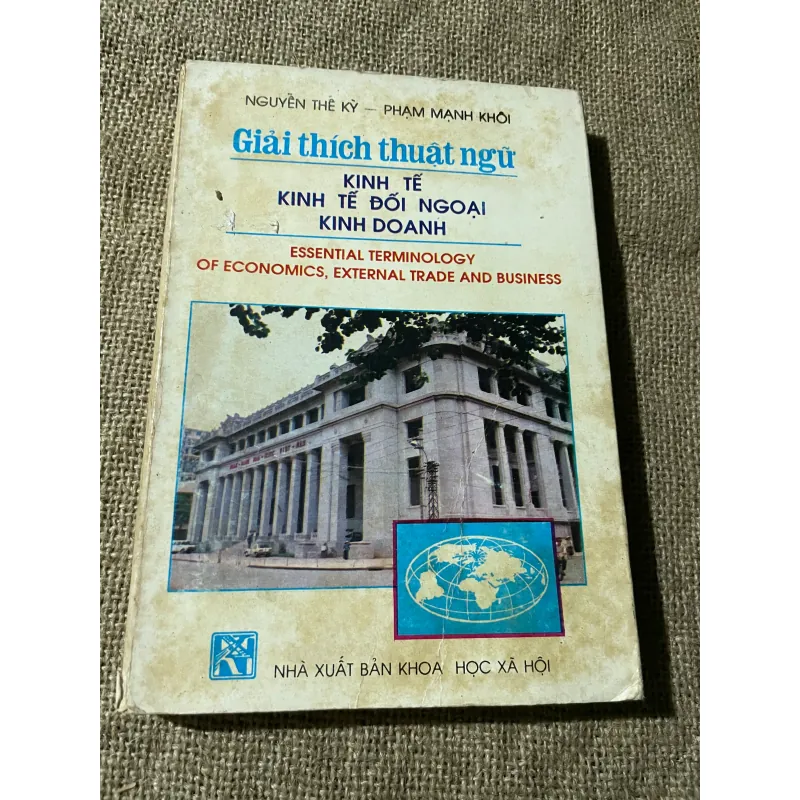 NGUYỄN THẾ KỲ – PHẠM MẠNH KHÔI
Giải thích thuật ngữ
KINH TẾ
KINH TẾ ĐỐI NGOẠI
KINH DOANH
ESSENTIAL TERMINOLOGY
OF ECONOMICS, EXTERNAL TRADE AND BUSINESS
NHÀ XUẤT BẢN KHOA HỌC XÃ HỘI